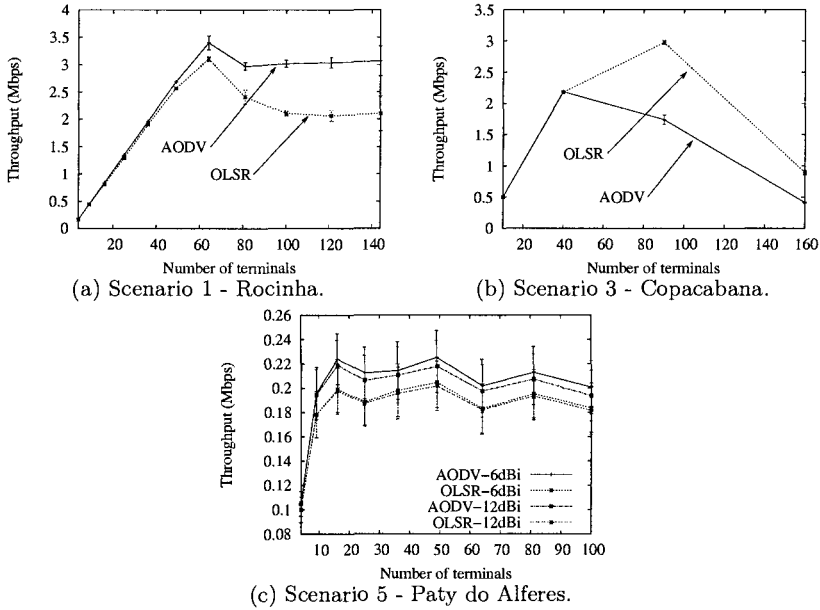 4
3.5
3
2.5
2
1.5
1
0.5
0
Throughput (Mbps)
AODV
OLSR
20 40 60 80 100 120 140
Number of terminals
(a) Scenario 1 - Rocinha.
3.5
3
2.5
2
1.5
1
0.5
0
Throughput (Mbps)
OLSR
AODV
20 40 60 80 100 120 140 160
Number of terminals
(b) Scenario 3 - Copacabana.
0.26
0.24
0.22
0.2
0.18
0.16
0.14
0.12
0.1
0.08
Throughput (Mbps)
AODV-6dBi
OLSR-6dBi
AODV-12dBi
OLSR-12dBi
10 20 30 40 50 60 70 80 90 100
Number of terminals
(c) Scenario 5 - Paty do Alferes.